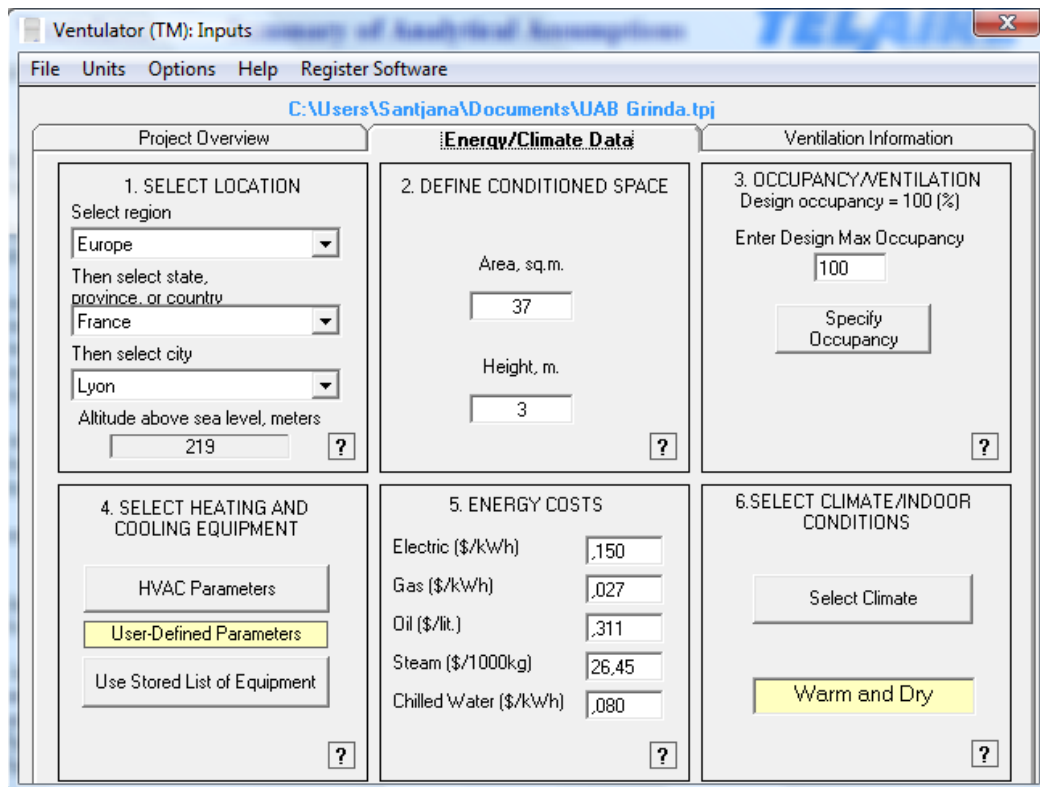 Ventulator (TM): Inputs
of Analytical Assumptions
TELAIRE
X
File Units Options Help Register Software
C:\Users\Santjana\Documents\UAB Grinda.tpj
Project Overview Energy/Climate Data Ventilation Information
1. SELECT LOCATION
Select region
Europe
Then select state,
province, or country
France
Then select city
Lyon
Altitude above sea level, meters
219 ?
2. DEFINE CONDITIONED SPACE
Area, sq.m.
37
Height, m.
3
?
3. OCCUPANCY/VENTILATION
Design occupancy = 100 (%)
Enter Design Max Occupancy
100
Specify
Occupancy
?
4. SELECT HEATING AND
COOLING EQUIPMENT
HVAC Parameters
User-Defined Parameters
Use Stored List of Equipment
?
5. ENERGY COSTS
Electric ($/kWh) ,150
Gas ($/kWh) ,027
Oil ($/lit.) ,311
Steam ($/1000kg) 26,45
Chilled Water ($/kWh) ,080
?
6.SELECT CLIMATE/INDOOR
CONDITIONS
Select Climate
Warm and Dry
?